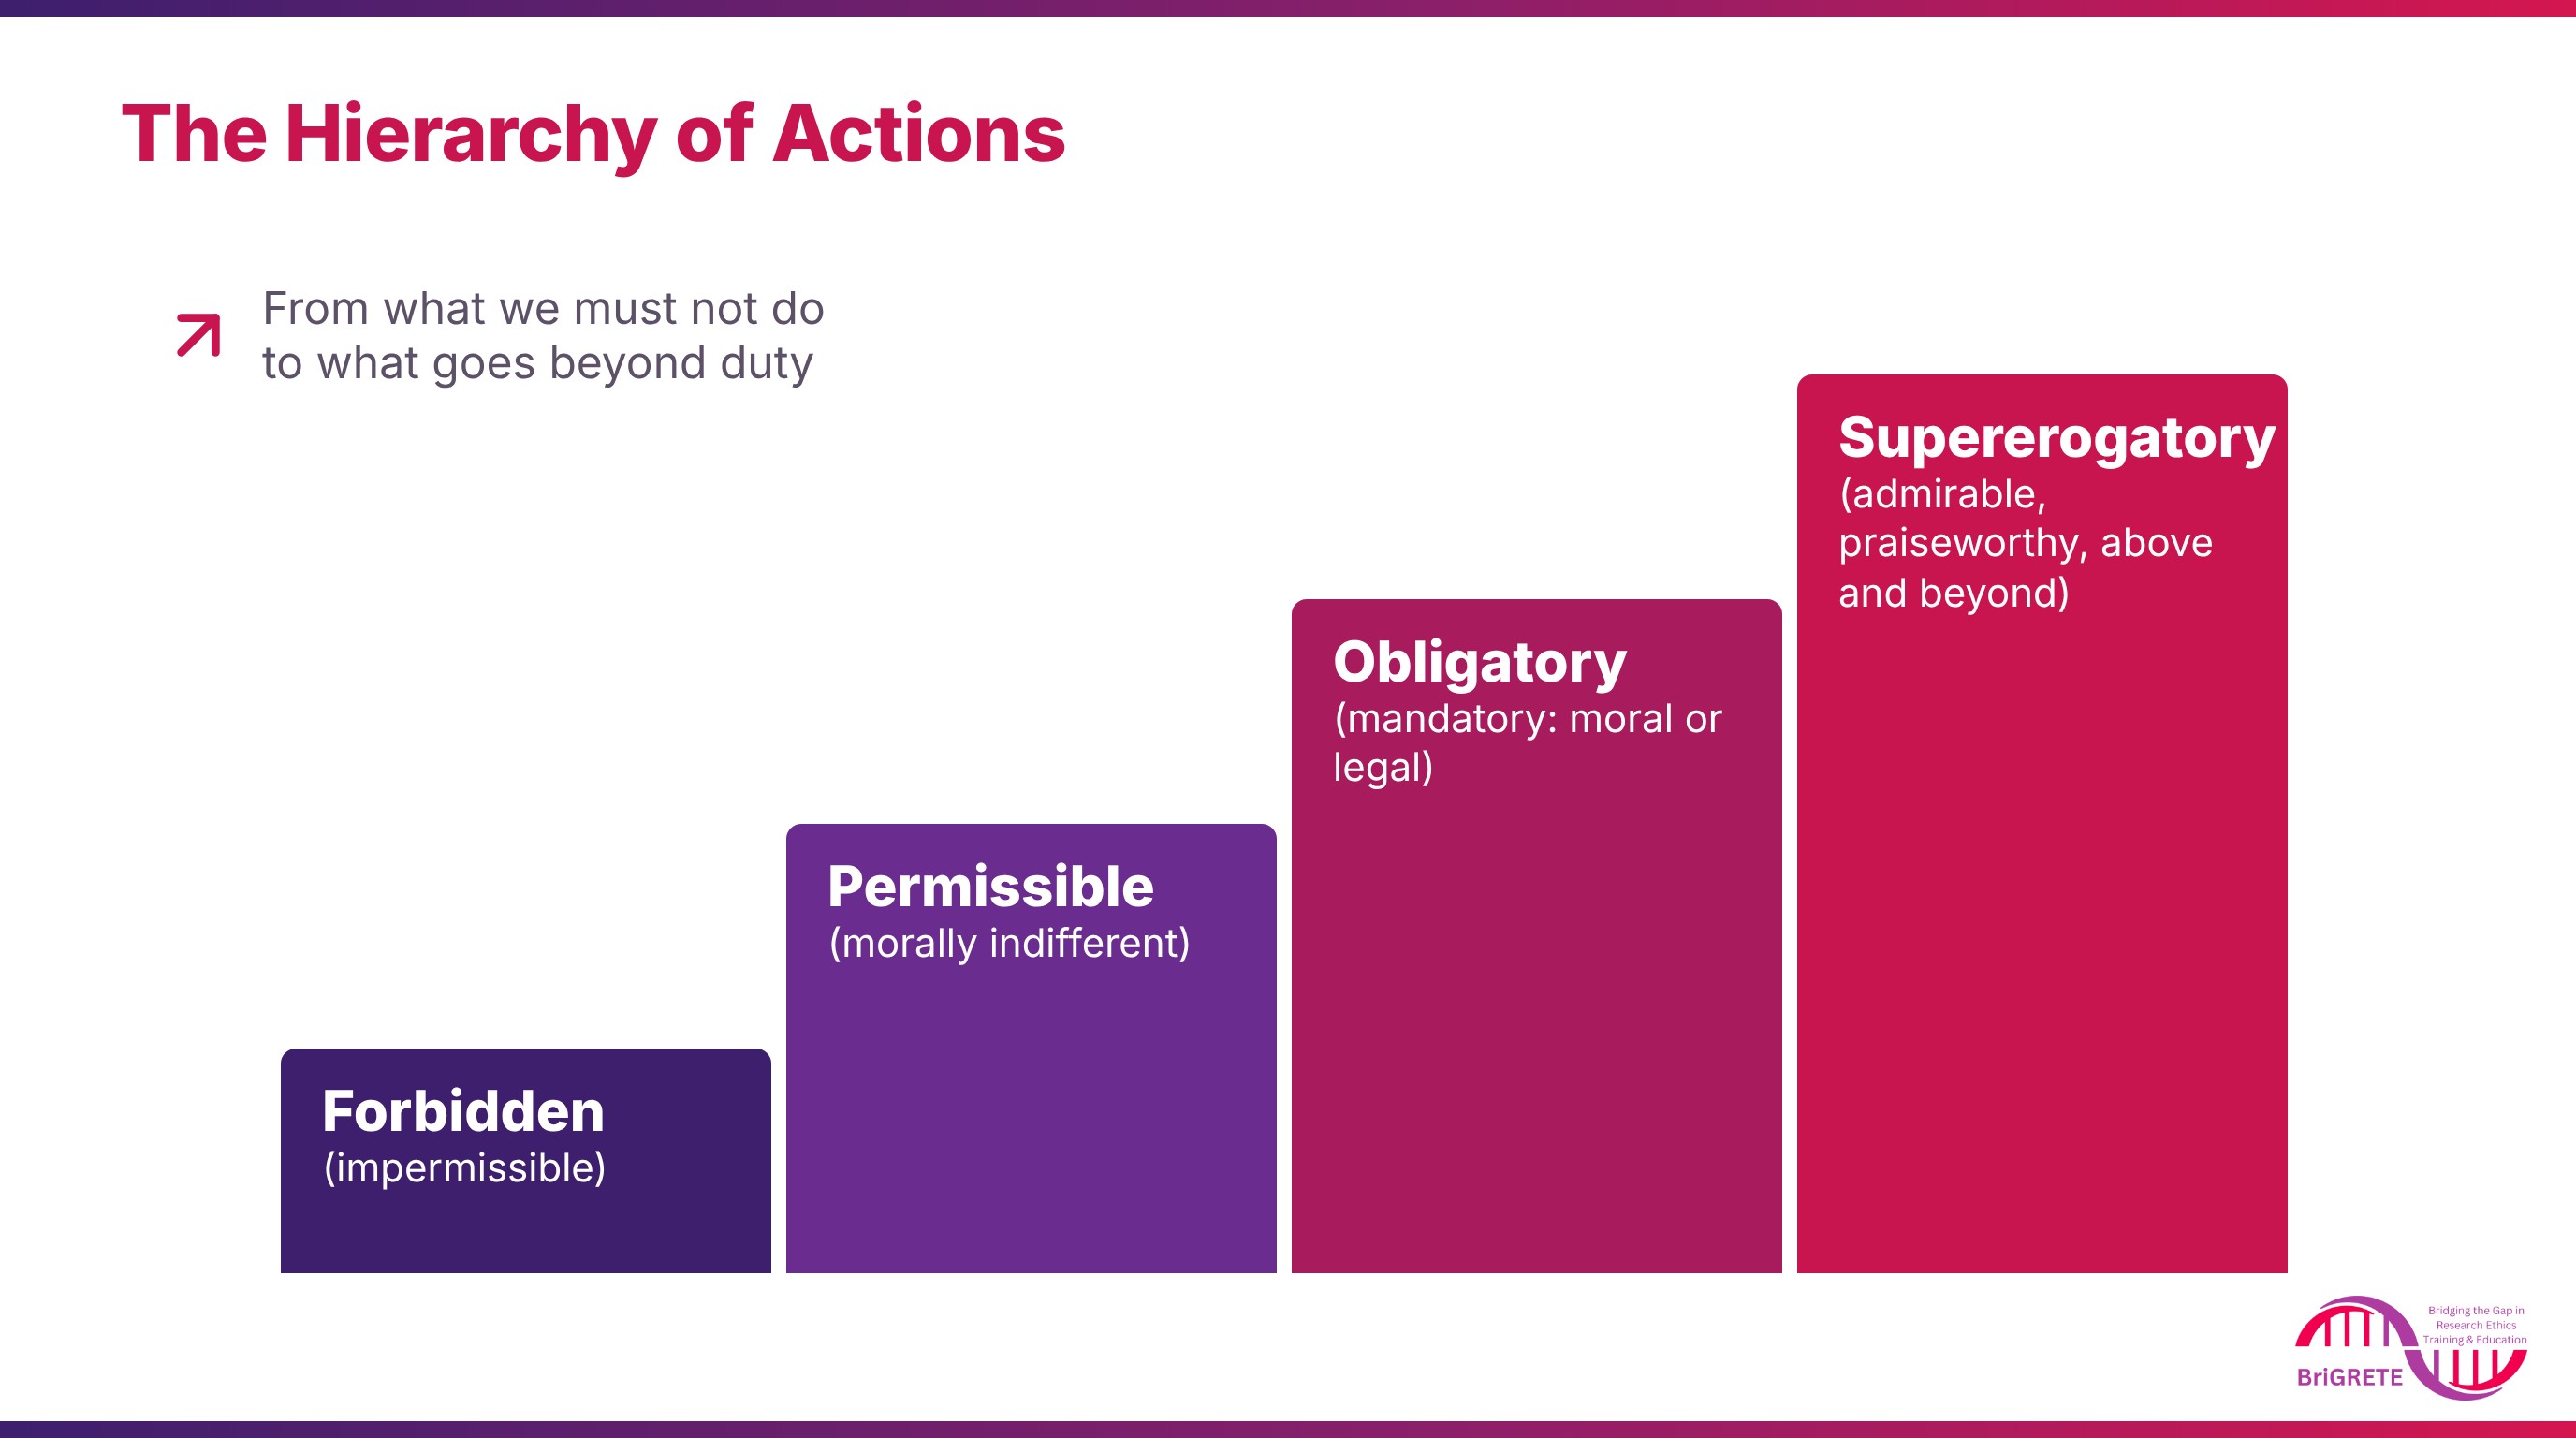 The Hierarchy of Actions
From what we must not do
to what goes beyond duty
Supererogatory
(admirable,
praiseworthy, above
and beyond)
Obligatory
(mandatory: moral or
legal)
Permissible
(morally indifferent)
Forbidden
(impermissible)
Bridging the Gap in
Research Ethics
Training & Education
BriGRETE